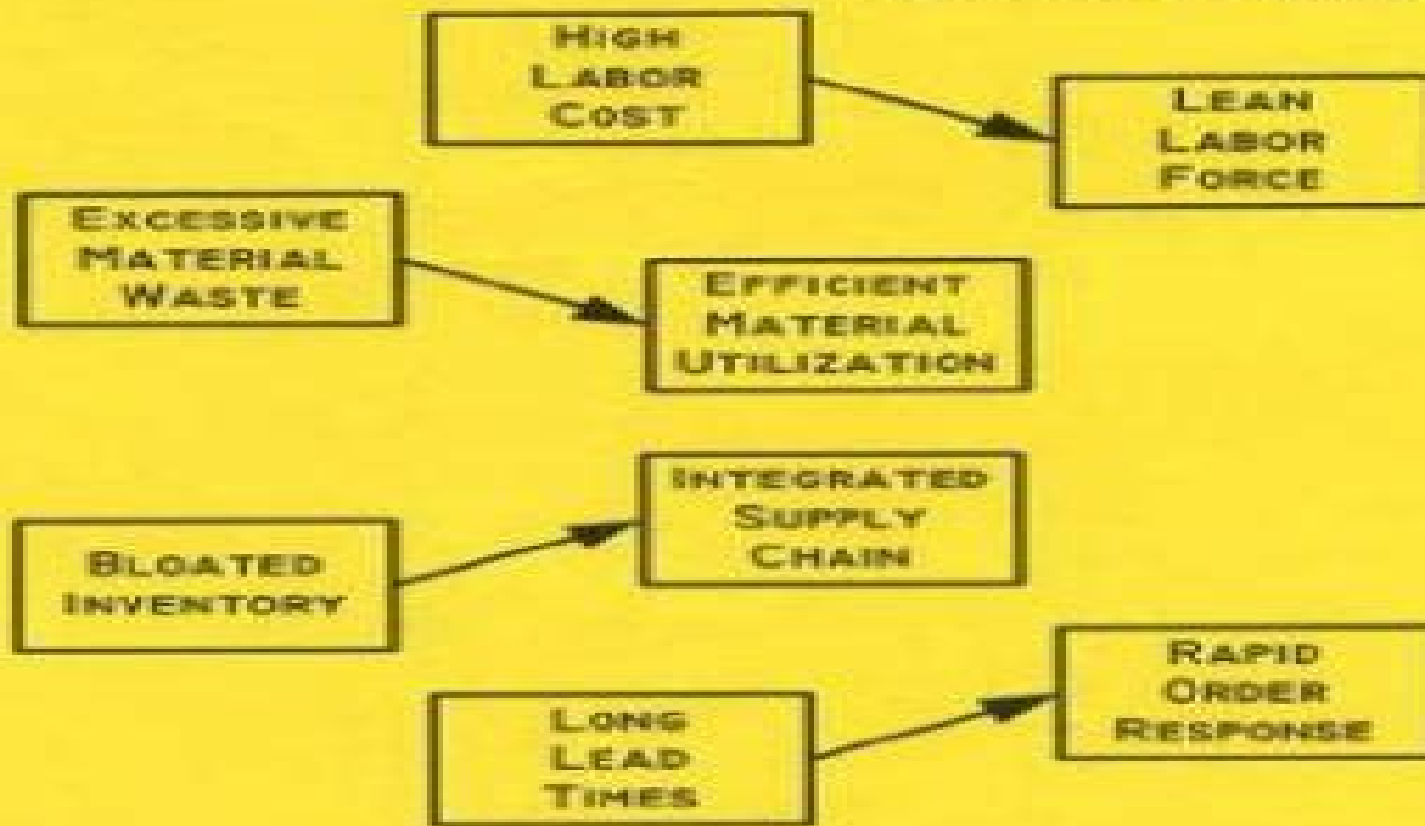 HIGH
LABOR
COST
LEAN
LABOR
FORCE
EXCESSIVE
MATERIAL
WASTE
EFFICIENT
MATERIAL
UTILIZATION
INTEGRATED
SUPPLY
CHAIN
BLOATED
INVENTORY
RAPID
ORDER
RESPONSE
LONG
LEAD
TIMES